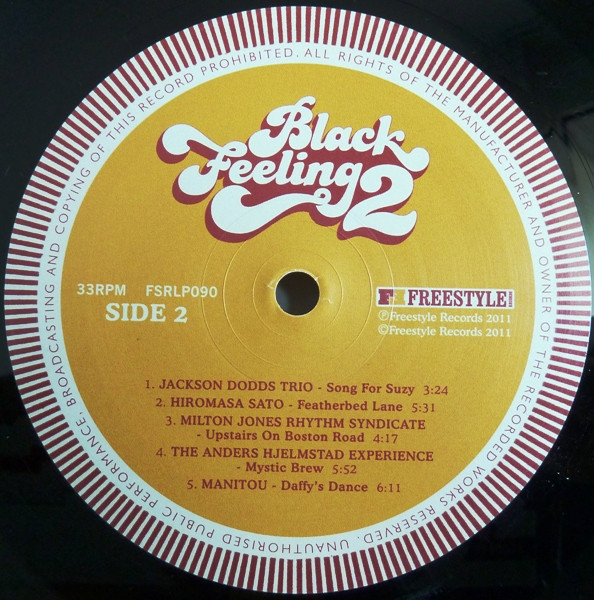 ALL RIGHTS OF THE MANUFACTURER AND OWNER OF THE RECORDED WORKS RESERVED. UNAUTHORISED PUBLIC PERFORMANCE, BROADCASTING AND COPYING OF THIS RECORD PROHIBITED.
Black
Feeling 2
33RPM FSRLP090
SIDE 2
FREESTYLE
℗Freestyle Records 2011
©Freestyle Records 2011
1. JACKSON DODDS TRIO - Song For Suzy 3:24
2. HIROMASA SATO - Featherbed Lane 5:31
3. MILTON JONES RHYTHM SYNDICATE
- Upstairs On Boston Road 4:17
4. THE ANDERS HJELMSTAD EXPERIENCE
- Mystic Brew 5:52
5. MANITOU - Daffy's Dance 6:11